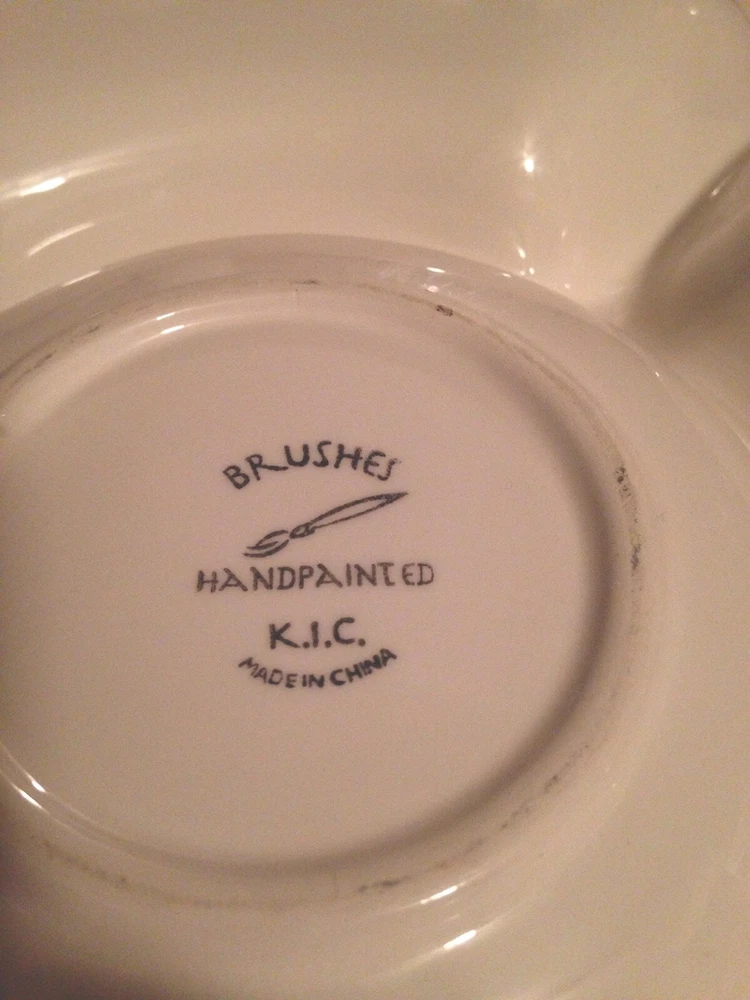 BRUSHES
HANDPAINTED
K.I.C.
MADE IN CHINA